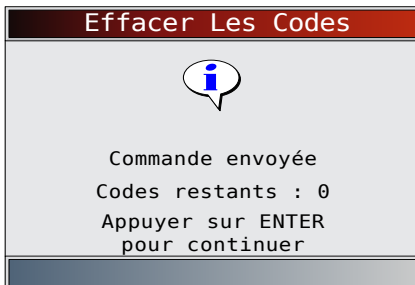 Effacer Les Codes
Commande envoyée
Codes restants : 0
Appuyer sur ENTER
pour continuer